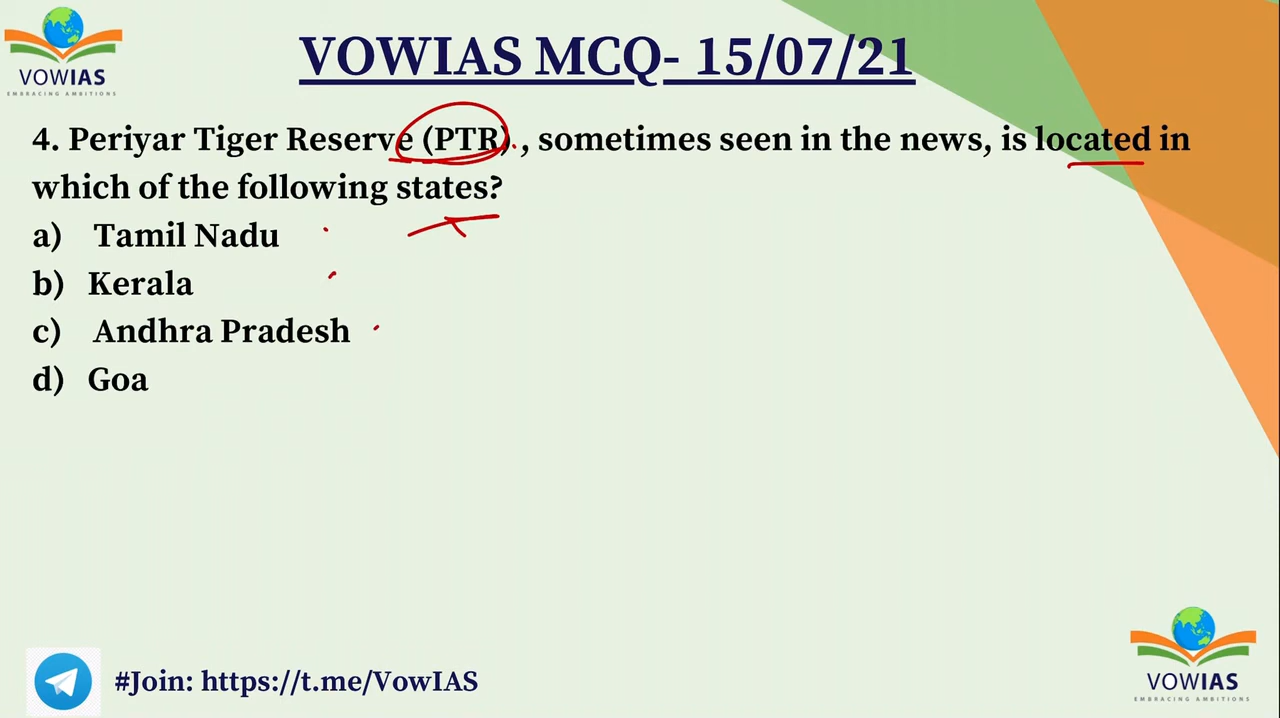 VOWIAS
EMBRACING AMBITIONS
VOWIAS MCQ- 15/07/21
4. Periyar Tiger Reserve (PTR) , sometimes seen in the news, is located in
which of the following states?
a) Tamil Nadu
b) Kerala
c) Andhra Pradesh
d) Goa
#Join: https://t.me/VowIAS
VOWIAS
EMBRACING AMBITIONS